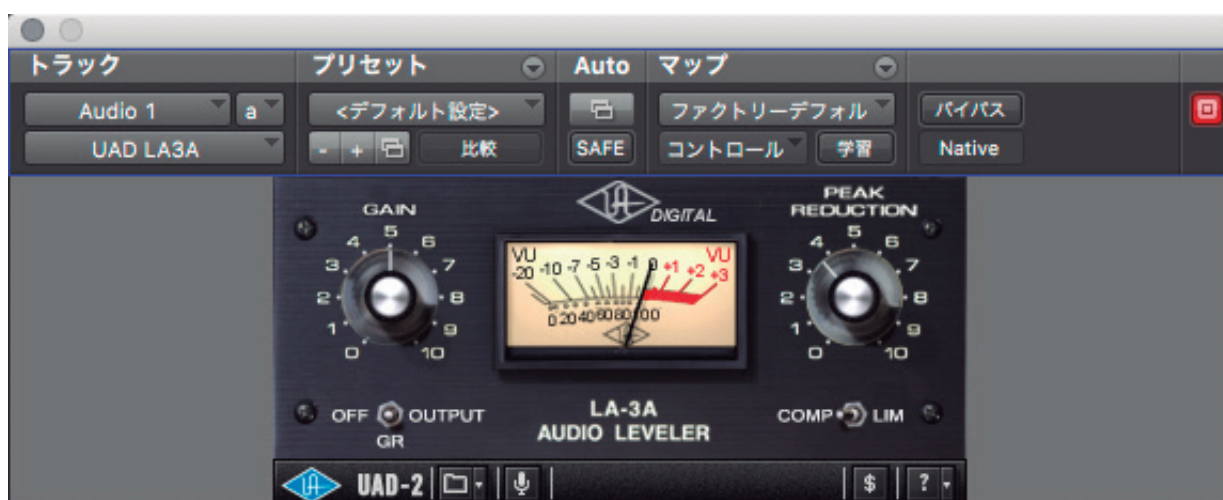 トラック プリセット Auto マップ
Audio 1 a <デフォルト設定> ファクトリーデフォル バイパス
UAD LA3A - + 比較 SAFE コントロール 学習 Native
GAIN
DIGITAL
PEAK
REDUCTION
0 1 2 3 4 5 6 7 8 9 10
VU VU
-20 -10 -7 -5 -3 -1 0 +1 +2 +3
0 20 40 60 80 100
0 1 2 3 4 5 6 7 8 9 10
OFF OUTPUT
GR
LA-3A
AUDIO LEVELER
COMP LIM
UAD-2 $ ?